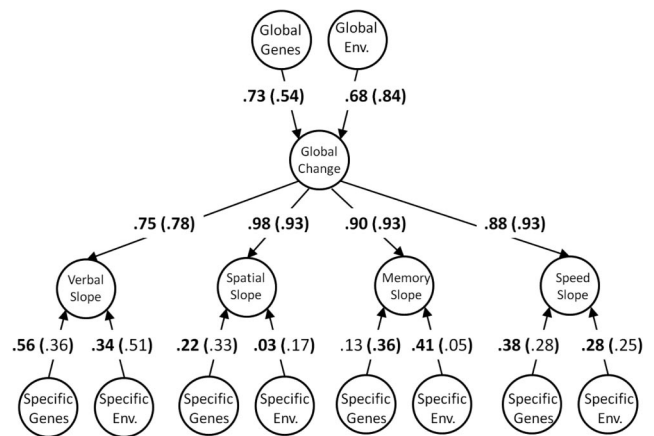 Global Genes
Global Env.
.73 (.54)
.68 (.84)
Global Change
.75 (.78)
.98 (.93)
.90 (.93)
.88 (.93)
Verbal Slope
Spatial Slope
Memory Slope
Speed Slope
.56 (.36)
.34 (.51)
.22 (.33)
.03 (.17)
.13 (.36)
.41 (.05)
.38 (.28)
.28 (.25)
Specific Genes
Specific Env.
Specific Genes
Specific Env.
Specific Genes
Specific Env.
Specific Genes
Specific Env.